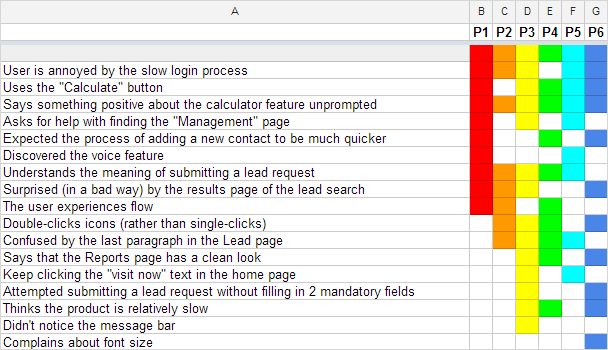 A B C D E F G
P1 P2 P3 P4 P5 P6
User is annoyed by the slow login process
Uses the "Calculate" button
Says something positive about the calculator feature unprompted
Asks for help with finding the "Management" page
Expected the process of adding a new contact to be much quicker
Discovered the voice feature
Understands the meaning of submitting a lead request
Surprised (in a bad way) by the results page of the lead search
The user experiences flow
Double-clicks icons (rather than single-clicks)
Confused by the last paragraph in the Lead page
Says that the Reports page has a clean look
Keep clicking the "visit now" text in the home page
Attempted submitting a lead request without filling in 2 mandatory fields
Thinks the product is relatively slow
Didn't notice the message bar
Complains about font size